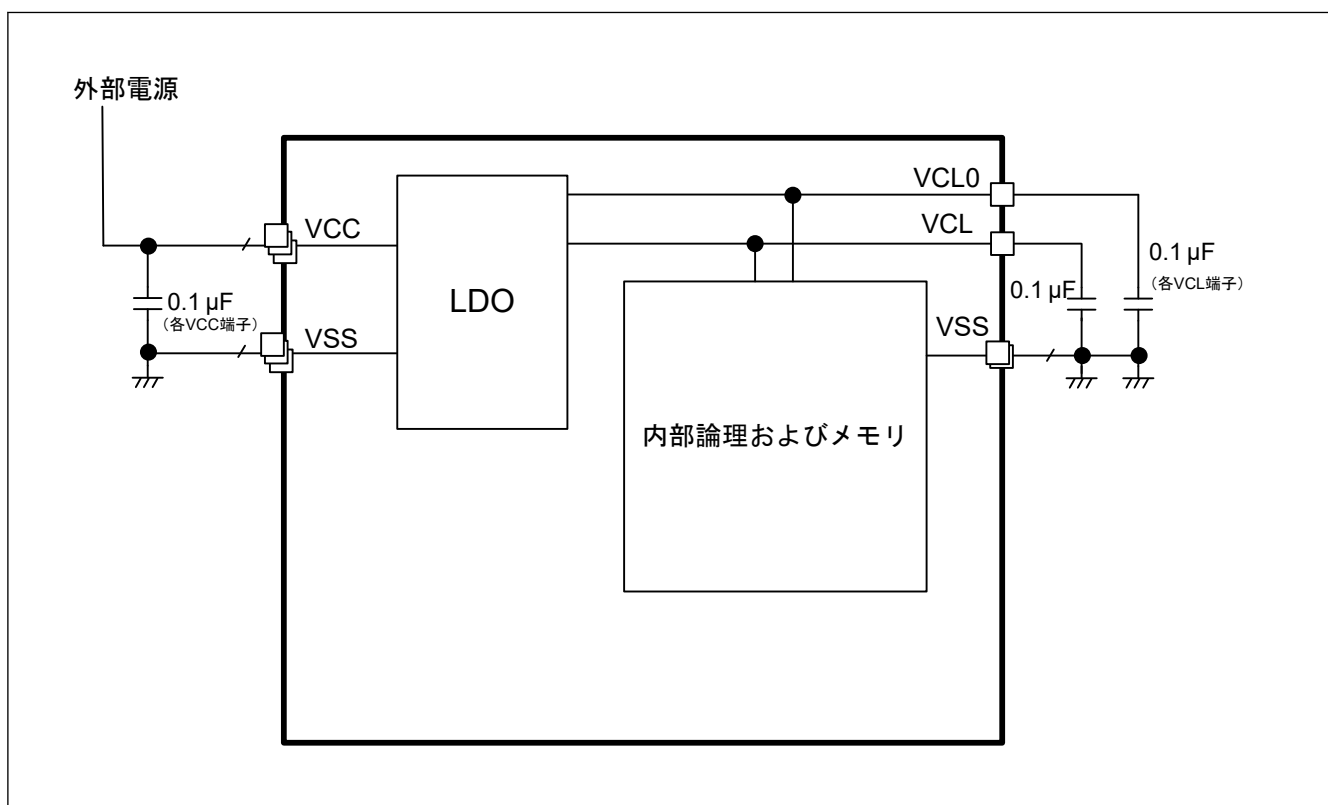 外部電源
VCC
0.1 µF
（各VCC端子）
VSS
LDO
VCL0
VCL
0.1 µF
0.1 µF
（各VCL端子）
VSS
内部論理およびメモリ